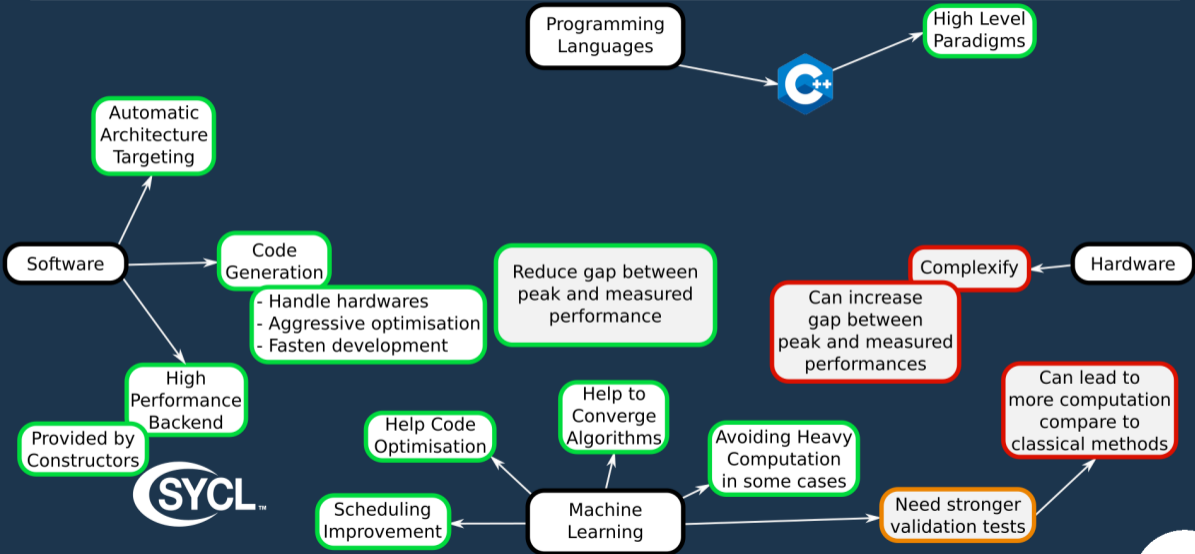 Programming
Languages
C++
High Level
Paradigms
Automatic
Architecture
Targeting
Software
Code
Generation
- Handle hardwares
- Aggressive optimisation
- Fasten development
High
Performance
Backend
Provided by
Constructors
SYCL™
Reduce gap between
peak and measured
performance
Hardware
Complexify
Can increase
gap between
peak and measured
performances
Machine
Learning
Scheduling
Improvement
Help Code
Optimisation
Help to
Converge
Algorithms
Avoiding Heavy
Computation
in some cases
Need stronger
validation tests
Can lead to
more computation
compare to
classical methods